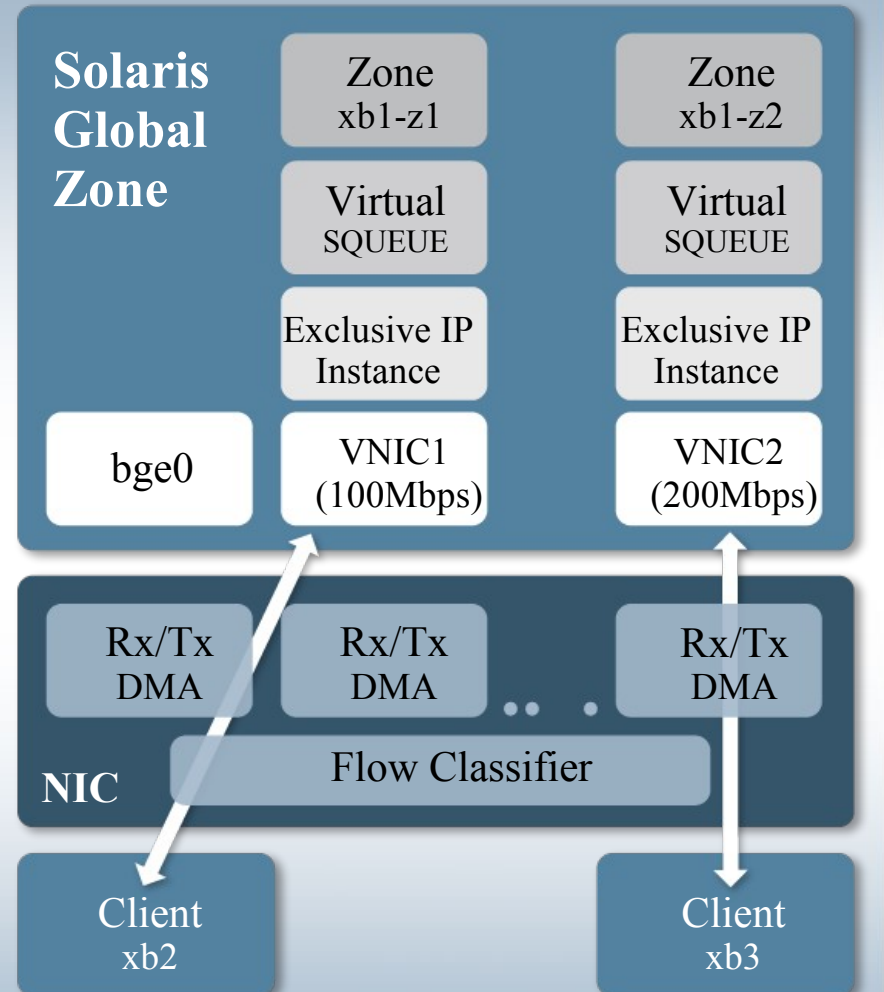 Solaris
Global
Zone
Zone
xb1-z1
Zone
xb1-z2
Virtual
SQUEUE
Virtual
SQUEUE
Exclusive IP
Instance
Exclusive IP
Instance
bge0
VNIC1
(100Mbps)
VNIC2
(200Mbps)
Rx/Tx
DMA
Rx/Tx
DMA
Rx/Tx
DMA
Flow Classifier
NIC
Client
xb2
Client
xb3